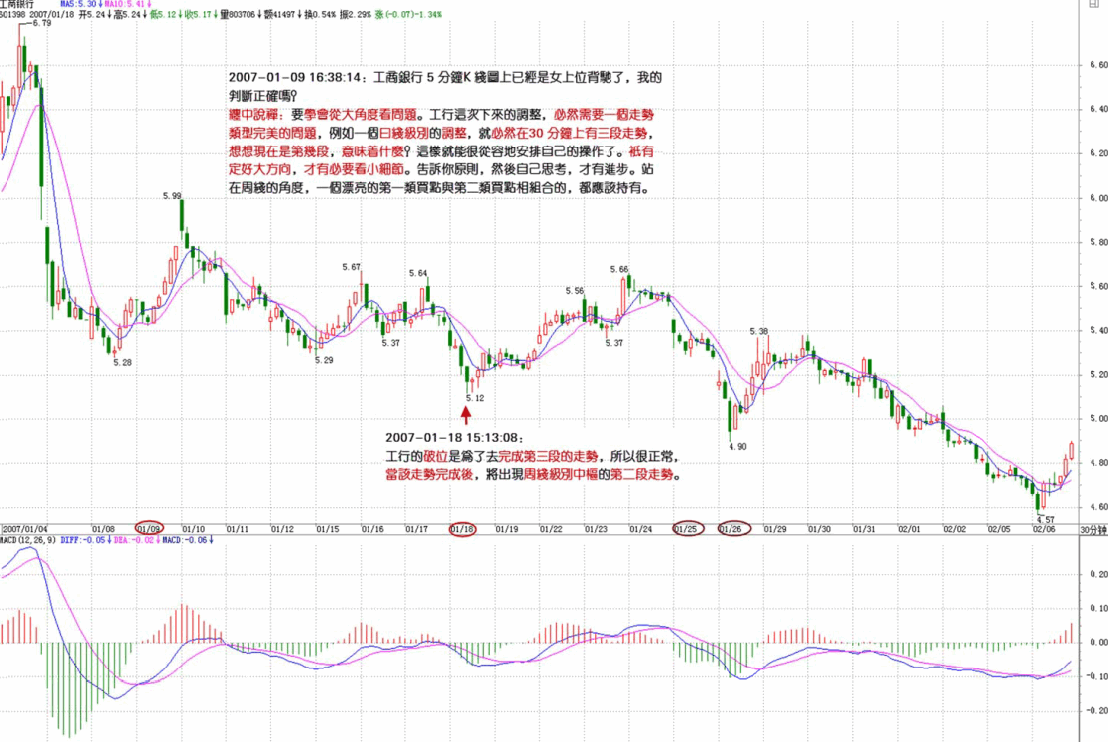 工商银行 MA5:5.30↓MA10:5.41↓
SC1398 2007/01/18 开5.24↓高5.24↓低5.12↓收5.17↓量803706↓额41497↓换0.54% 振2.29% 涨(-0.07)-1.34%
6.79
6.60
2007-01-09 16:38:14：工商銀行 5 分鐘K 綫圖上已經是女上位背馳了，我的
判斷正確嗎？
6.40
纏中說禪：要學會從大角度看問題。工行這次下來的調整，必然需要一個走勢
類型完美的問題，例如一個日綫級別的調整，就必然在30 分鐘上有三段走勢，
想想現在是第幾段，意味着什麽？這樣就能很從容地安排自己的操作了。衹有
6.20
定好大方向，才有必要看小細節。告訴你原則，然後自己思考，才有進步。站
在周綫的角度，一個漂亮的第一類買點與第二類買點相組合的，都應該持有。
5.99
6.00
5.80
5.67
5.64
5.66
5.60
5.56
5.40
5.28
5.29
5.37
5.37
5.38
5.20
5.12
5.00
4.90
2007-01-18 15:13:08：
工行的破位是爲了去完成第三段的走勢，所以很正常，
當該走勢完成後，將出現周綫級別中樞的第二段走勢。
4.80
4.60
4.57
2007/01/04 01/08 01/09 01/10 01/11 01/12 01/15 01/16 01/17 01/18 01/19 01/22 01/23 01/24 01/25 01/26 01/29 01/30 01/31 02/01 02/02 02/05 02/06 30分钟
MACD(12,26,9) DIFF:-0.05↓DEA:-0.02↓MACD:-0.06↓
0.20
0.10
0.00
-0.10
-0.20